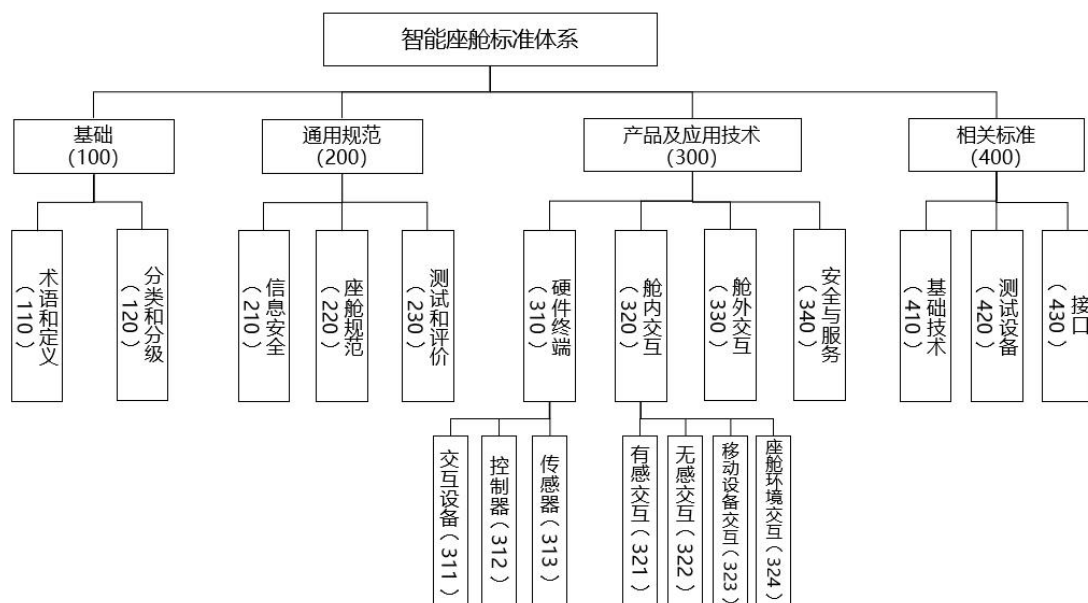 智能座舱标准体系
基础
(100)
通用规范
(200)
产品及应用技术
(300)
相关标准
(400)
术语和定义
(110)
分类和分级
(120)
信息安全
(210)
座舱规范
(220)
测试和评价
(230)
硬件终端
(310)
舱内交互
(320)
舱外交互
(330)
安全与服务
(340)
基础技术
(410)
测试设备
(420)
接口
(430)
交互设备(311)
控制器(312)
传感器(313)
有感交互(321)
无感交互(322)
移动设备交互(323)
座舱环境交互(324)